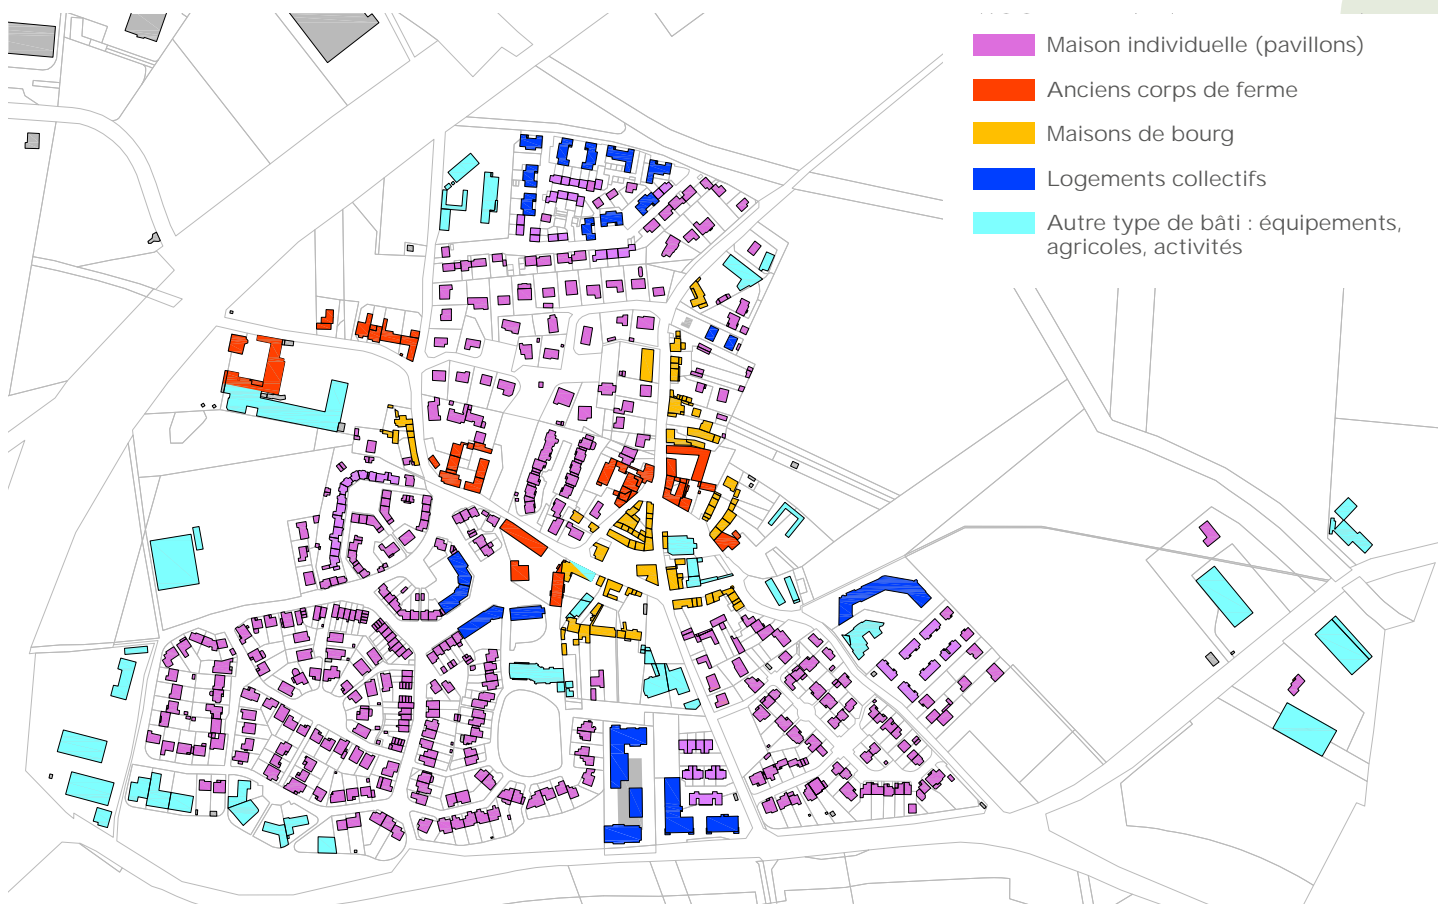 Maison individuelle (pavillons)
Anciens corps de ferme
Maisons de bourg
Logements collectifs
Autre type de bâti : équipements,
agricoles, activités